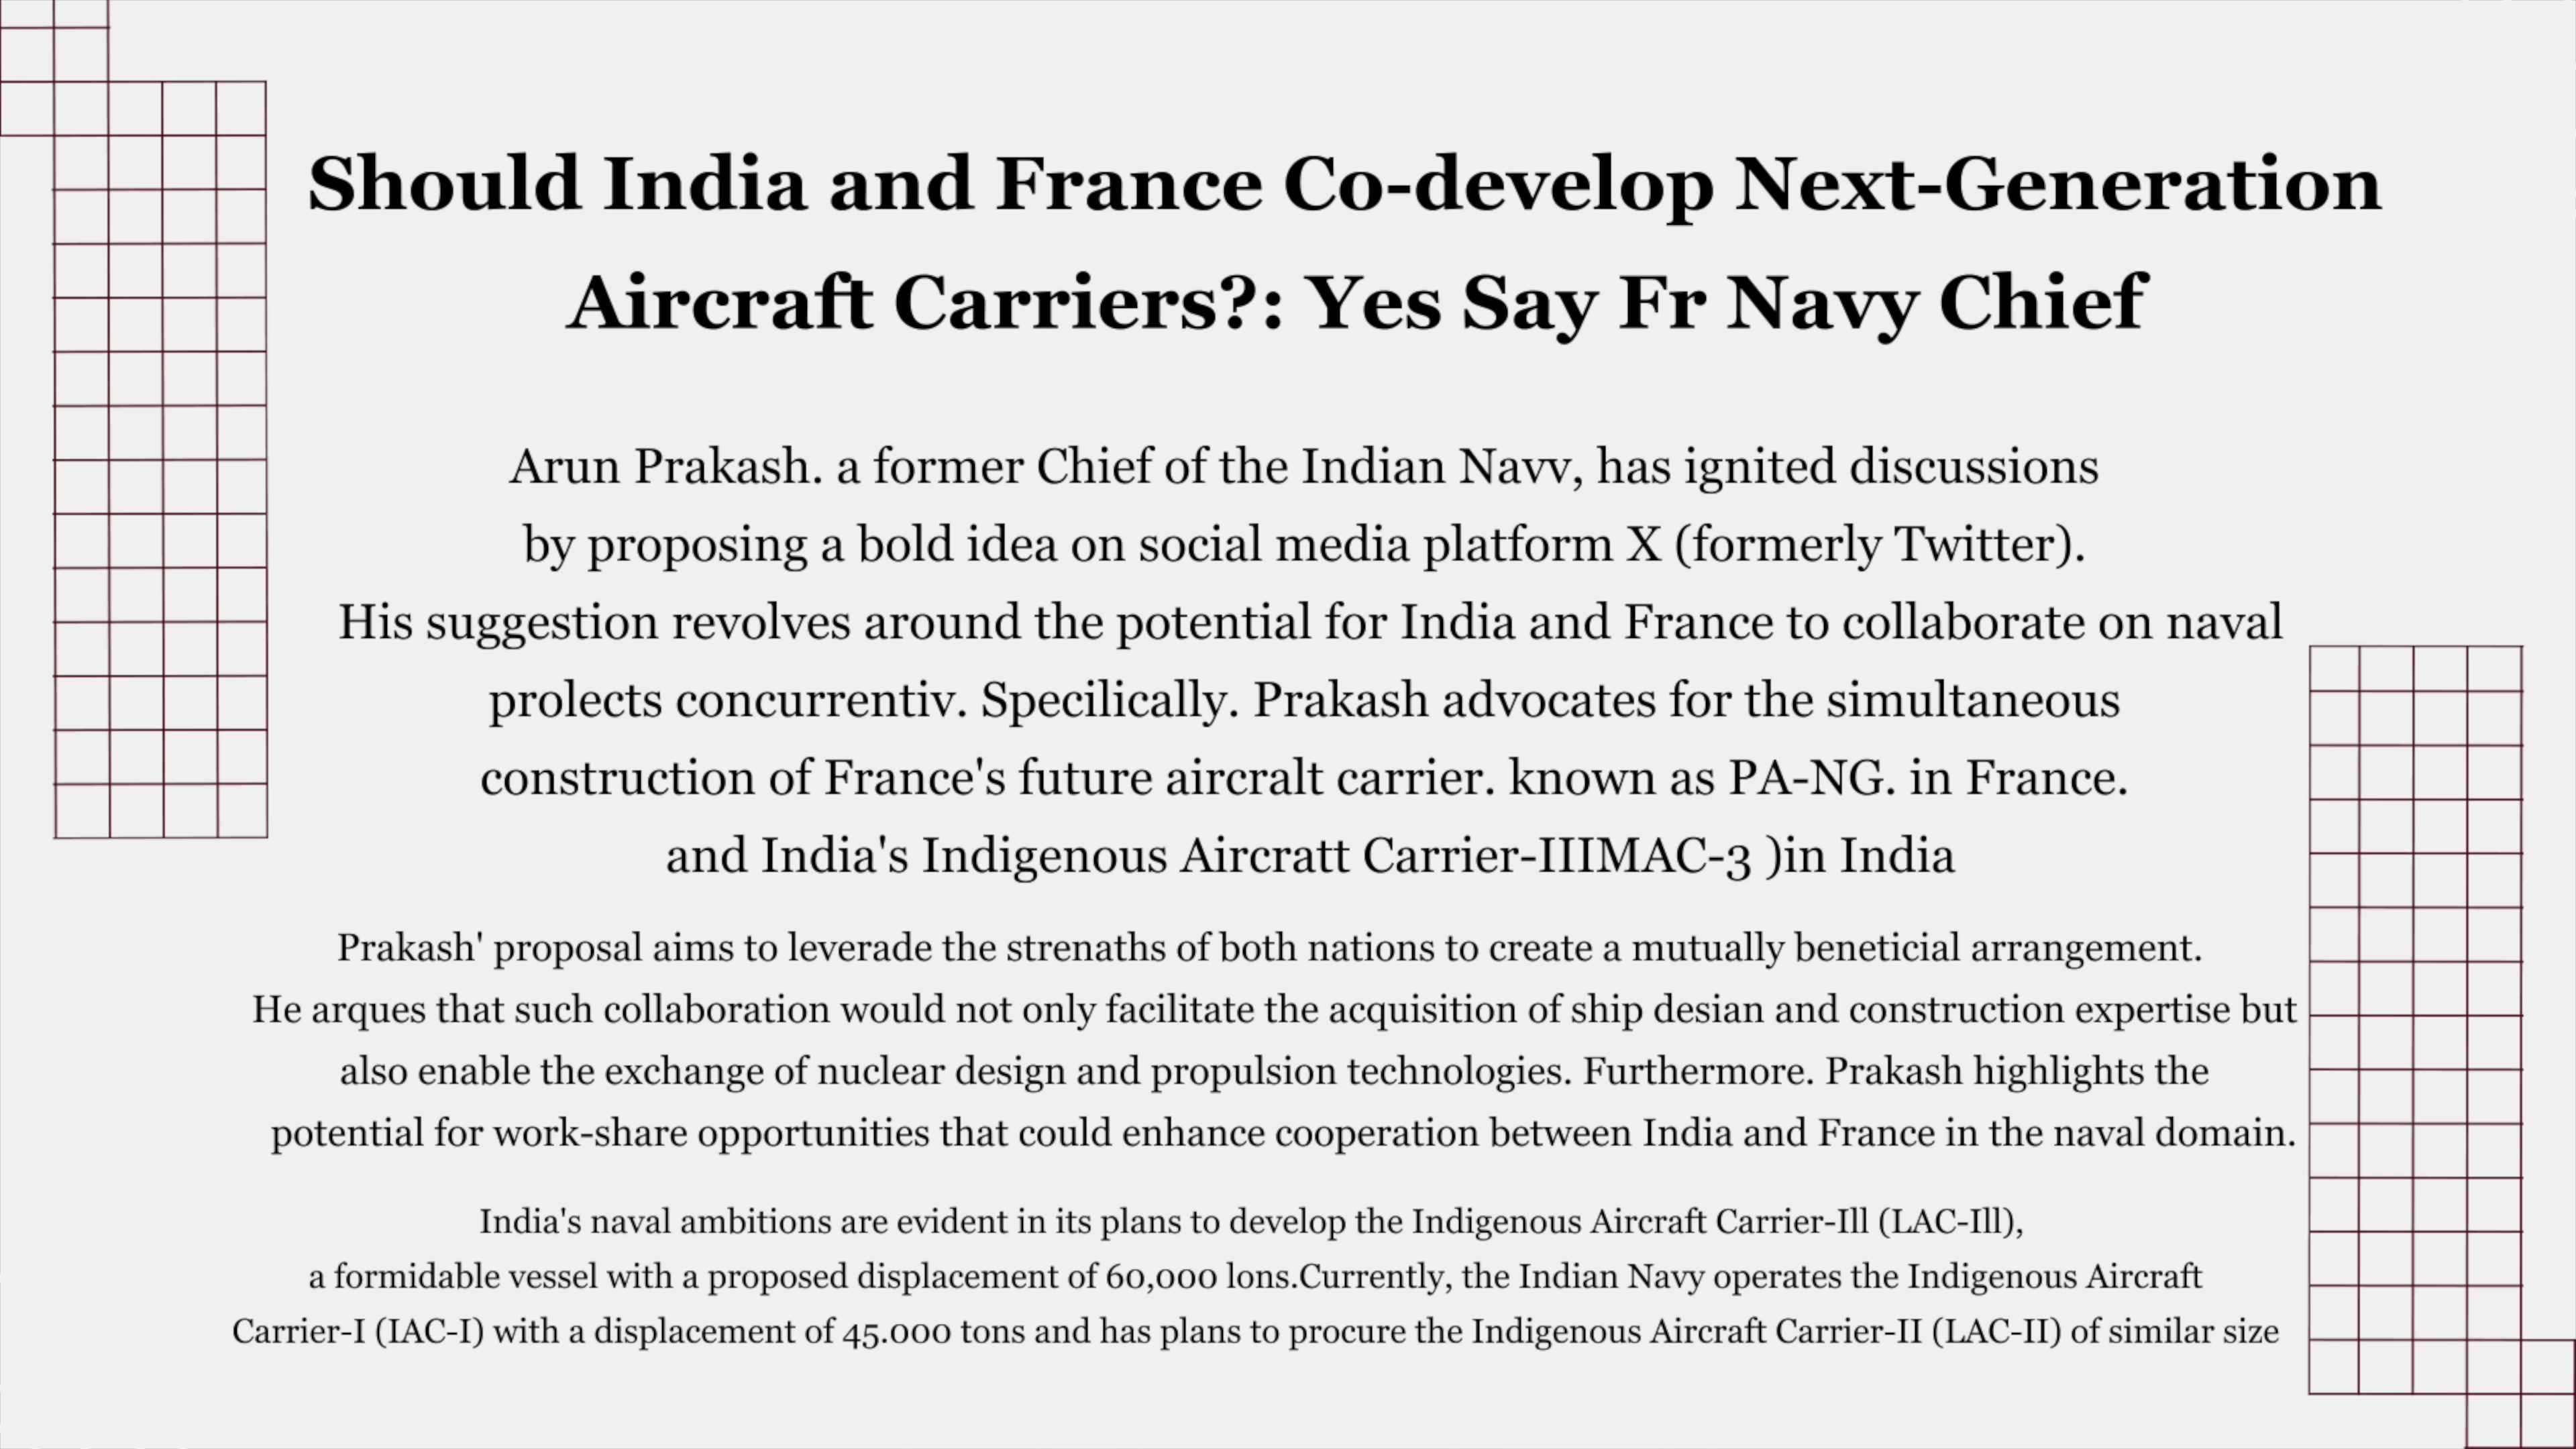 Should India and France Co-develop Next-Generation
Aircraft Carriers?: Yes Say Fr Navy Chief
Arun Prakash. a former Chief of the Indian Navv, has ignited discussions
by proposing a bold idea on social media platform X (formerly Twitter).
His suggestion revolves around the potential for India and France to collaborate on naval
prolects concurrentiv. Specilically. Prakash advocates for the simultaneous
construction of France's future aircralt carrier. known as PA-NG. in France.
and India's Indigenous Aircratt Carrier-IIIMAC-3 )in India
Prakash' proposal aims to leverade the strenaths of both nations to create a mutually beneticial arrangement.
He arques that such collaboration would not only facilitate the acquisition of ship desian and construction expertise but
also enable the exchange of nuclear design and propulsion technologies. Furthermore. Prakash highlights the
potential for work-share opportunities that could enhance cooperation between India and France in the naval domain.
India's naval ambitions are evident in its plans to develop the Indigenous Aircraft Carrier-Ill (LAC-Ill),
a formidable vessel with a proposed displacement of 60,000 lons.Currently, the Indian Navy operates the Indigenous Aircraft
Carrier-I (IAC-I) with a displacement of 45.000 tons and has plans to procure the Indigenous Aircraft Carrier-II (LAC-II) of similar size